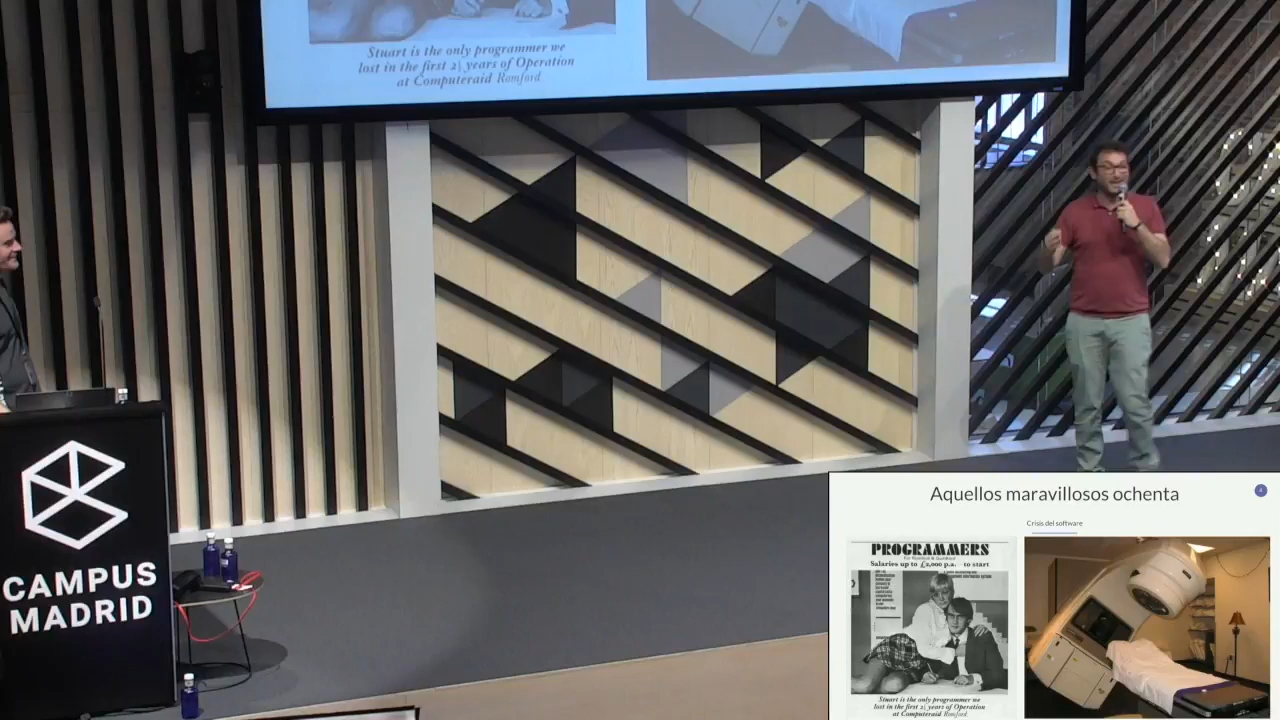 Stuart is the only programmer we
lost in the first 2½ years of Operation
at Computeraid Romford
CAMPUS
MADRID
Aquellos maravillosos ochenta
4
Crisis del software
PROGRAMMERS
Salaries up to £2,000 p.a. to start
Stuart is the only programmer we
lost in the first 2½ years of Operation
at Computeraid Romford